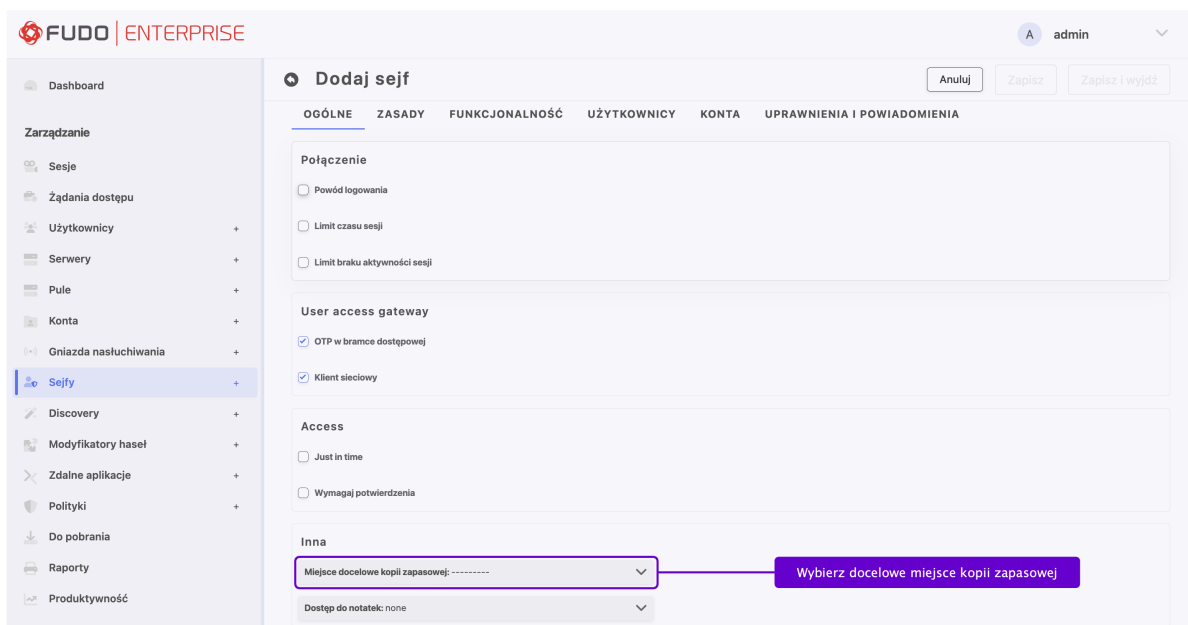 FUDO ENTERPRISE
A admin
Dashboard
Zarządzanie
Sesje
Żądania dostępu
Użytkownicy +
Serwery +
Pule +
Konta +
Gniazda nasłuchiwania +
Sejfy +
Discovery +
Modyfikatory haseł +
Zdalne aplikacje +
Polityki +
Do pobrania
Raporty
Produktywność
Dodaj sejf
Anuluj Zapisz Zapisz i wyjdź
OGÓLNE ZASADY FUNKCJONALNOŚĆ UŻYTKOWNICY KONTA UPRAWNIENIA I POWIADOMIENIA
Połączenie
Powód logowania
Limit czasu sesji
Limit braku aktywności sesji
User access gateway
OTP w bramce dostępowej
Klient sieciowy
Access
Just in time
Wymagaj potwierdzenia
Inna
Miejsce docelowe kopii zapasowej: ---------
Wybierz docelowe miejsce kopii zapasowej
Dostęp do notatek: none